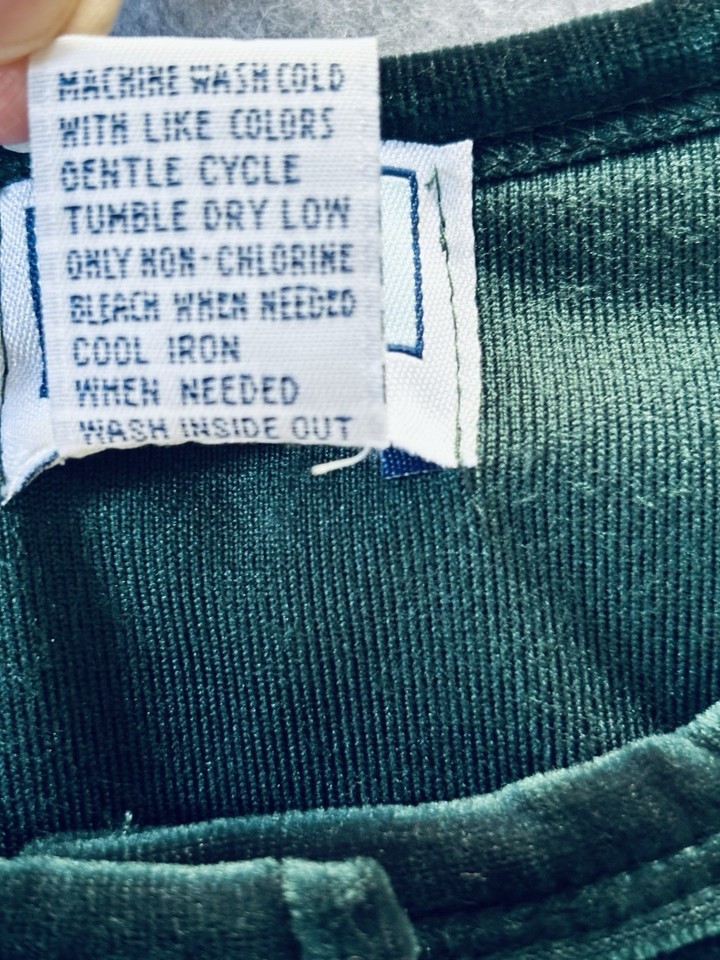 MACHINE WASH COLD
WITH LIKE COLORS
GENTLE CYCLE
TUMBLE DRY LOW
ONLY NON-CHLORINE
BLEACH WHEN NEEDED
COOL IRON
WHEN NEEDED
WASH INSIDE OUT